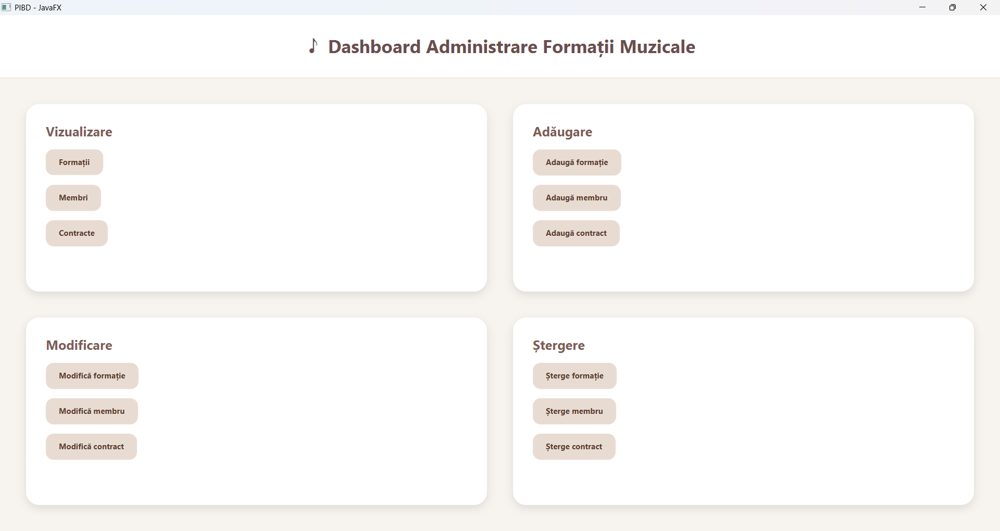 PIBD - JavaFX
♪ Dashboard Administrare Formații Muzicale
Vizualizare
Formații
Membri
Contracte
Adăugare
Adaugă formație
Adaugă membru
Adaugă contract
Modificare
Modifică formație
Modifică membru
Modifică contract
Ștergere
Șterge formație
Șterge membru
Șterge contract